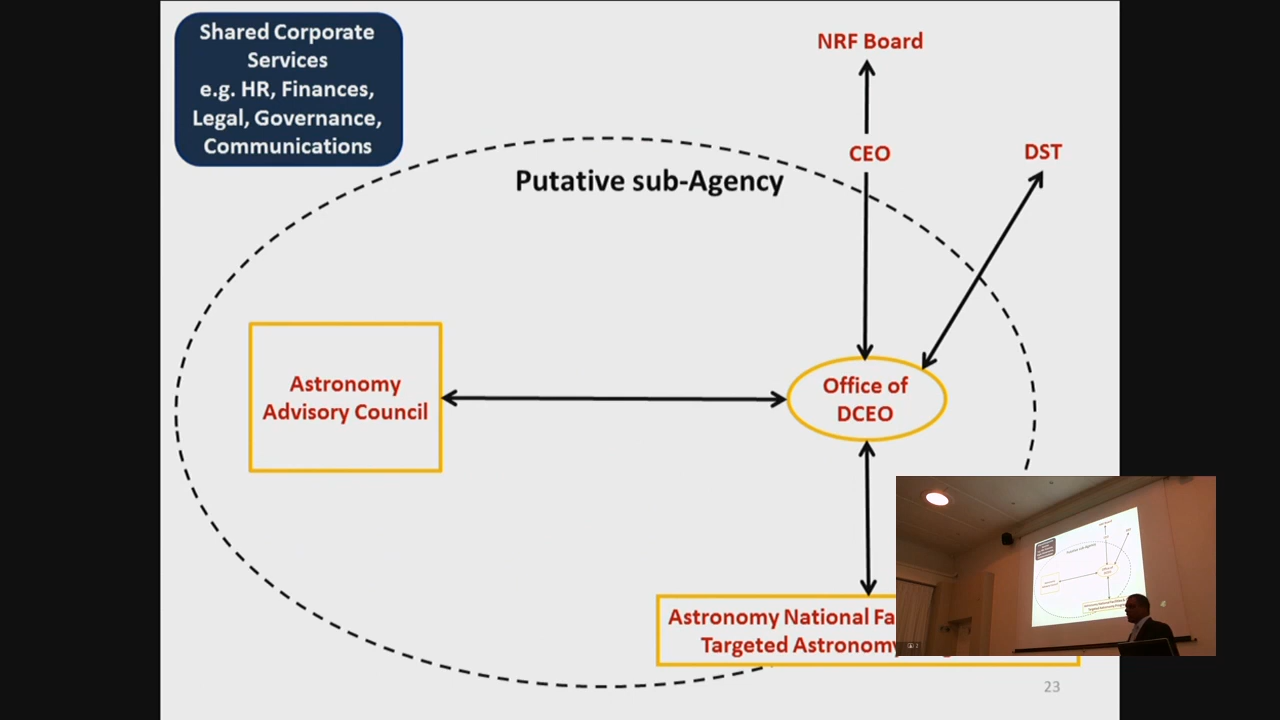 Shared Corporate
Services
e.g. HR, Finances,
Legal, Governance,
Communications
NRF Board
CEO
DST
Putative sub-Agency
Astronomy
Advisory Council
Office of
DCEO
Astronomy National
Targeted Astronomy
23